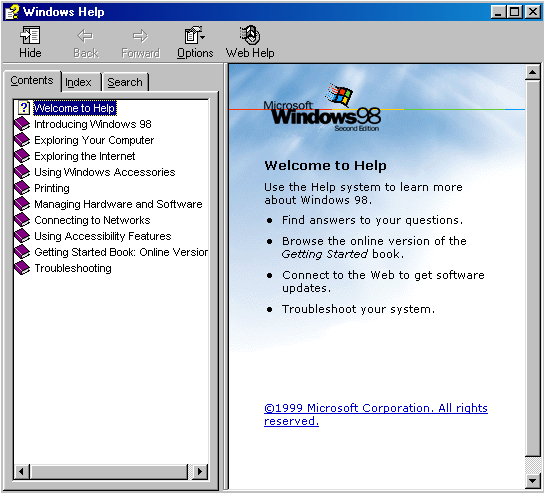 Windows Help
Hide
Back
Forward
Options
Web Help
Contents
Index
Search
Welcome to Help
Introducing Windows 98
Exploring Your Computer
Exploring the Internet
Using Windows Accessories
Printing
Managing Hardware and Software
Connecting to Networks
Using Accessibility Features
Getting Started Book: Online Version
Troubleshooting
Microsoft
Windows98
Second Edition
Welcome to Help
Use the Help system to learn more
about Windows 98.
• Find answers to your questions.
• Browse the online version of the
Getting Started book.
• Connect to the Web to get software
updates.
• Troubleshoot your system.
©1999 Microsoft Corporation. All rights
reserved.